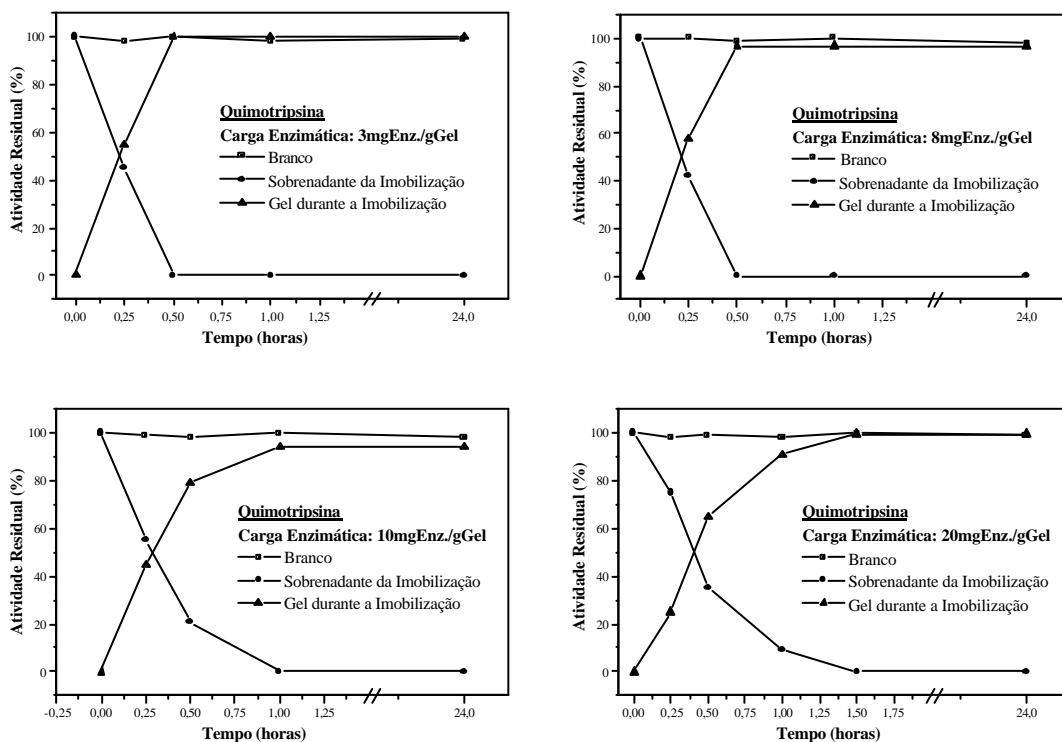 100
80
60
40
20
0
Atividade Residual (%)
Quimotripsina
Carga Enzimática: 3mgEnz./gGel
Branco
Sobrenadante da Imobilização
Gel durante a Imobilização
0,00 0,25 0,50 0,75 1,00 1,25 24,0
Tempo (horas)
100
80
60
40
20
0
Atividade Residual (%)
Quimotripsina
Carga Enzimática: 8mgEnz./gGel
Branco
Sobrenadante da Imobilização
Gel durante a Imobilização
0,00 0,25 0,50 0,75 1,00 1,25 24,0
Tempo (horas)
100
80
60
40
20
0
Atividade Residual (%)
Quimotripsina
Carga Enzimática: 10mgEnz./gGel
Branco
Sobrenadante da Imobilização
Gel durante a Imobilização
-0,25 0,00 0,25 0,50 0,75 1,00 1,25 24,0
Tempo (horas)
100
80
60
40
20
0
Atividade Residual (%)
Quimotripsina
Carga Enzimática: 20mgEnz./gGel
Branco
Sobrenadante da Imobilização
Gel durante a Imobilização
0,00 0,25 0,50 0,75 1,00 1,25 1,50 1,75 24,0
Tempo (horas)